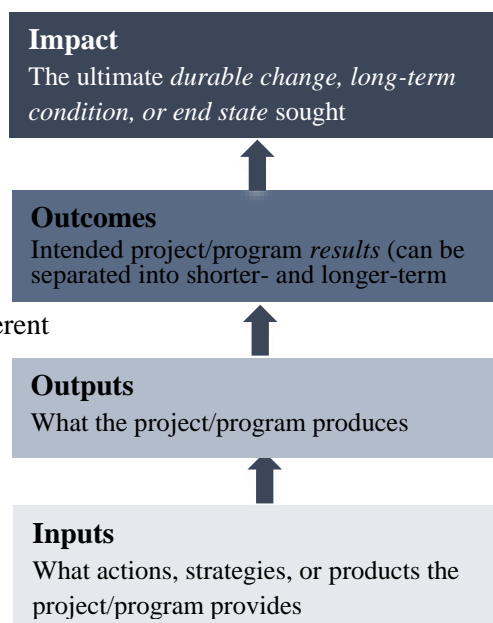 Impact
The ultimate durable change, long-term
condition, or end state sought
Outcomes
Intended project/program results (can be
separated into shorter- and longer-term
erent
Outputs
What the project/program produces
Inputs
What actions, strategies, or products the
project/program provides